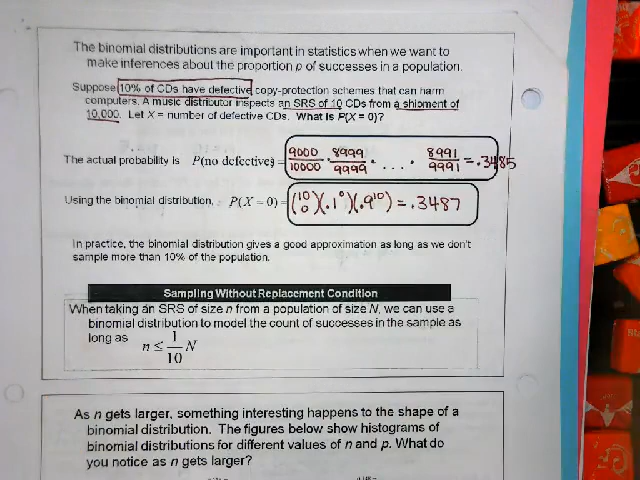 The binomial distributions are important in statistics when we want to
make inferences about the proportion p of successes in a population.
Suppose 10% of CDs have defective copy-protection schemes that can harm
computers. A music distributor inspects an SRS of 10 CDs from a shipment of
10,000. Let X = number of defective CDs. What is P(X = 0)?
The actual probability is P(no defective) = 9000/10000 · 8999/9999 · . . . . · 8991/9991 = .3485
Using the binomial distribution, P(X = 0) = (10 0)(.1⁰)(.9¹⁰) = .3487
In practice, the binomial distribution gives a good approximation as long as we don't
sample more than 10% of the population.
Sampling Without Replacement Condition
When taking an SRS of size n from a population of size N, we can use a
binomial distribution to model the count of successes in the sample as
long as n ≤ 1/10 N
As n gets larger, something interesting happens to the shape of a
binomial distribution. The figures below show histograms of
binomial distributions for different values of n and p. What do
you notice as n gets larger?